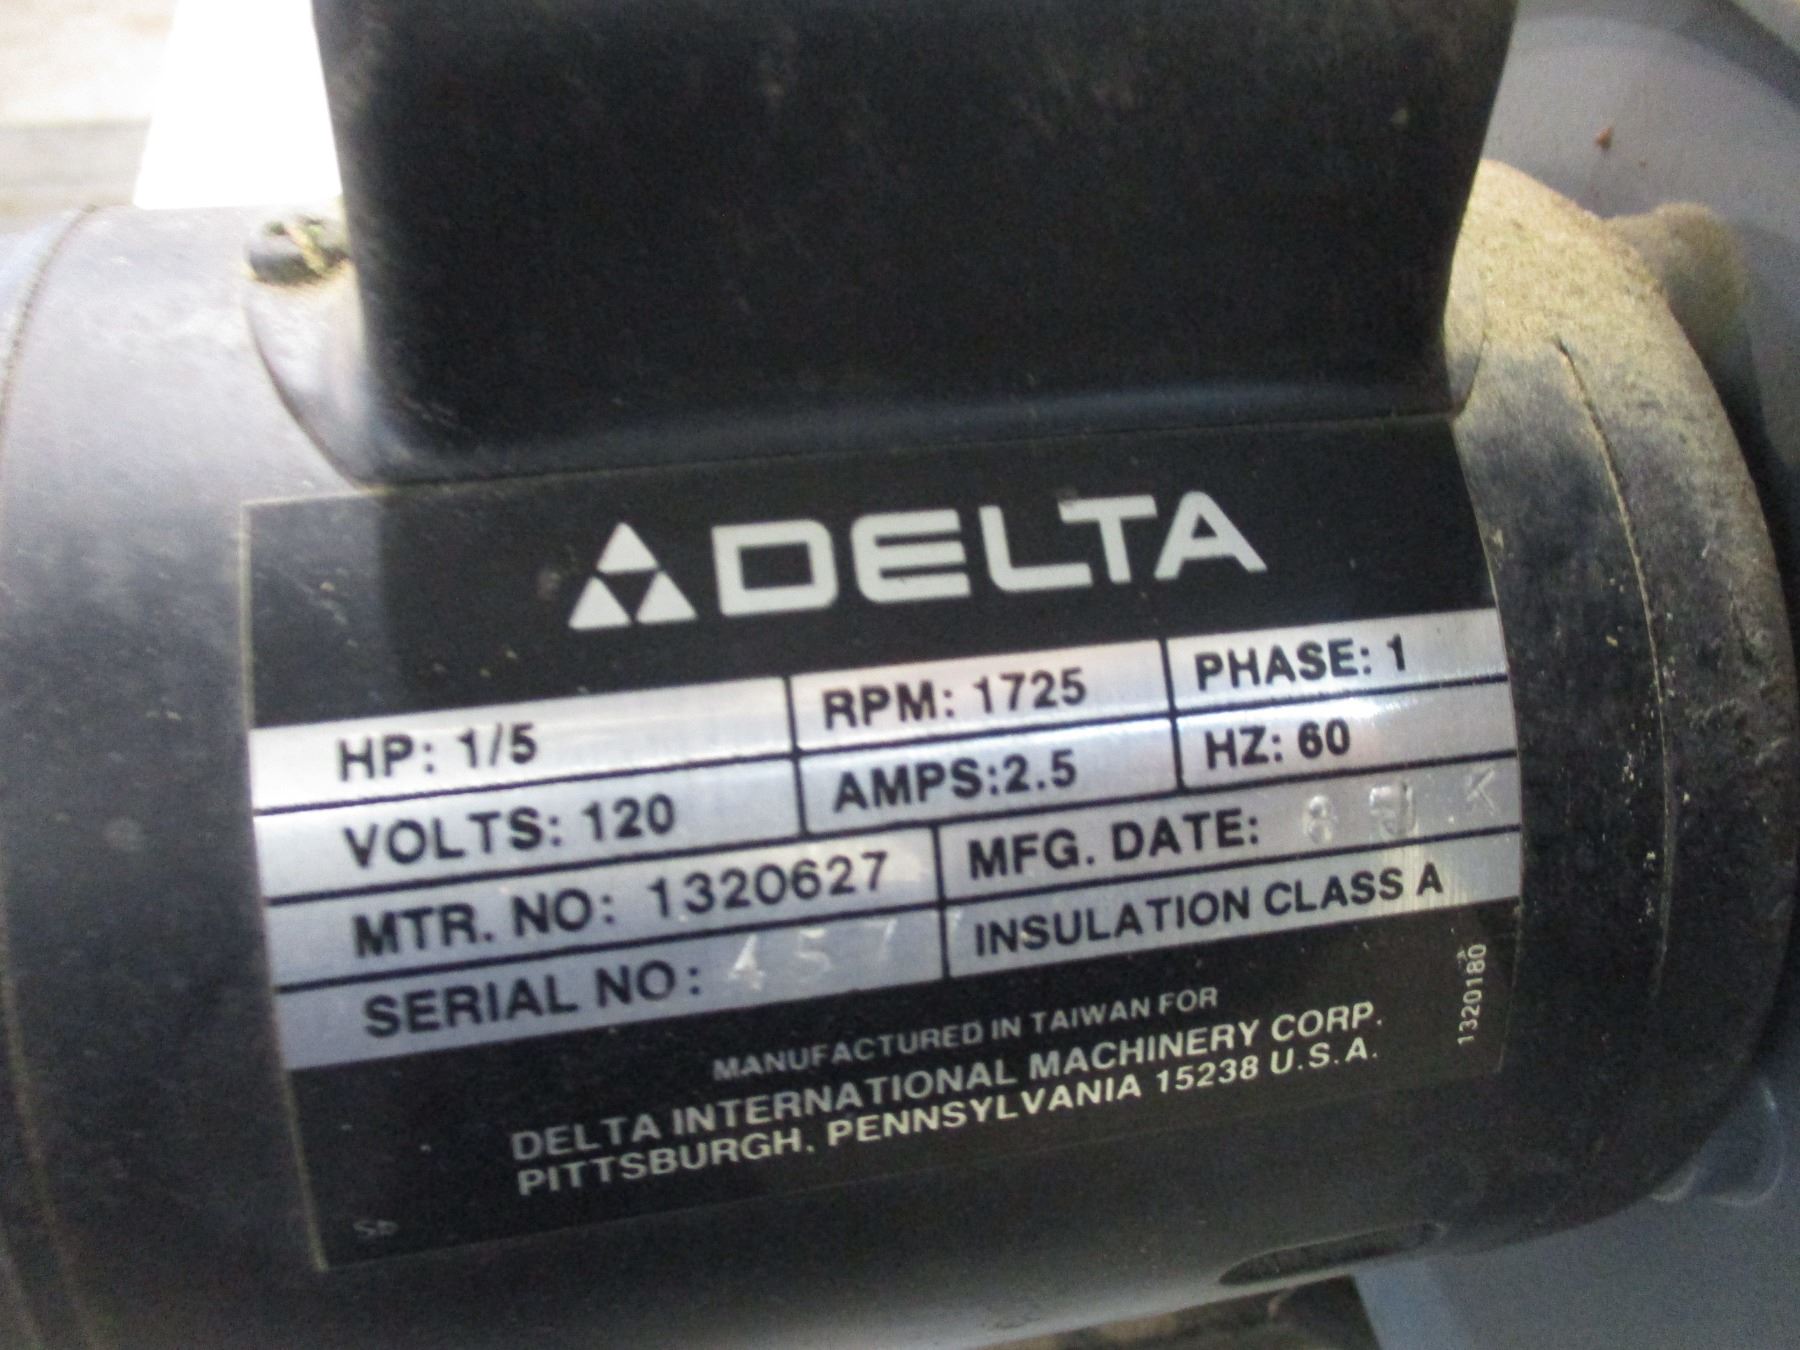 DELTA
HP: 1/5 RPM: 1725 PHASE: 1
VOLTS: 120 AMPS:2.5 HZ: 60
MTR. NO: 1320627 MFG. DATE: K
SERIAL NO: 457 INSULATION CLASS A
MANUFACTURED IN TAIWAN FOR
DELTA INTERNATIONAL MACHINERY CORP.
PITTSBURGH, PENNSYLVANIA 15238 U.S.A.
1320180